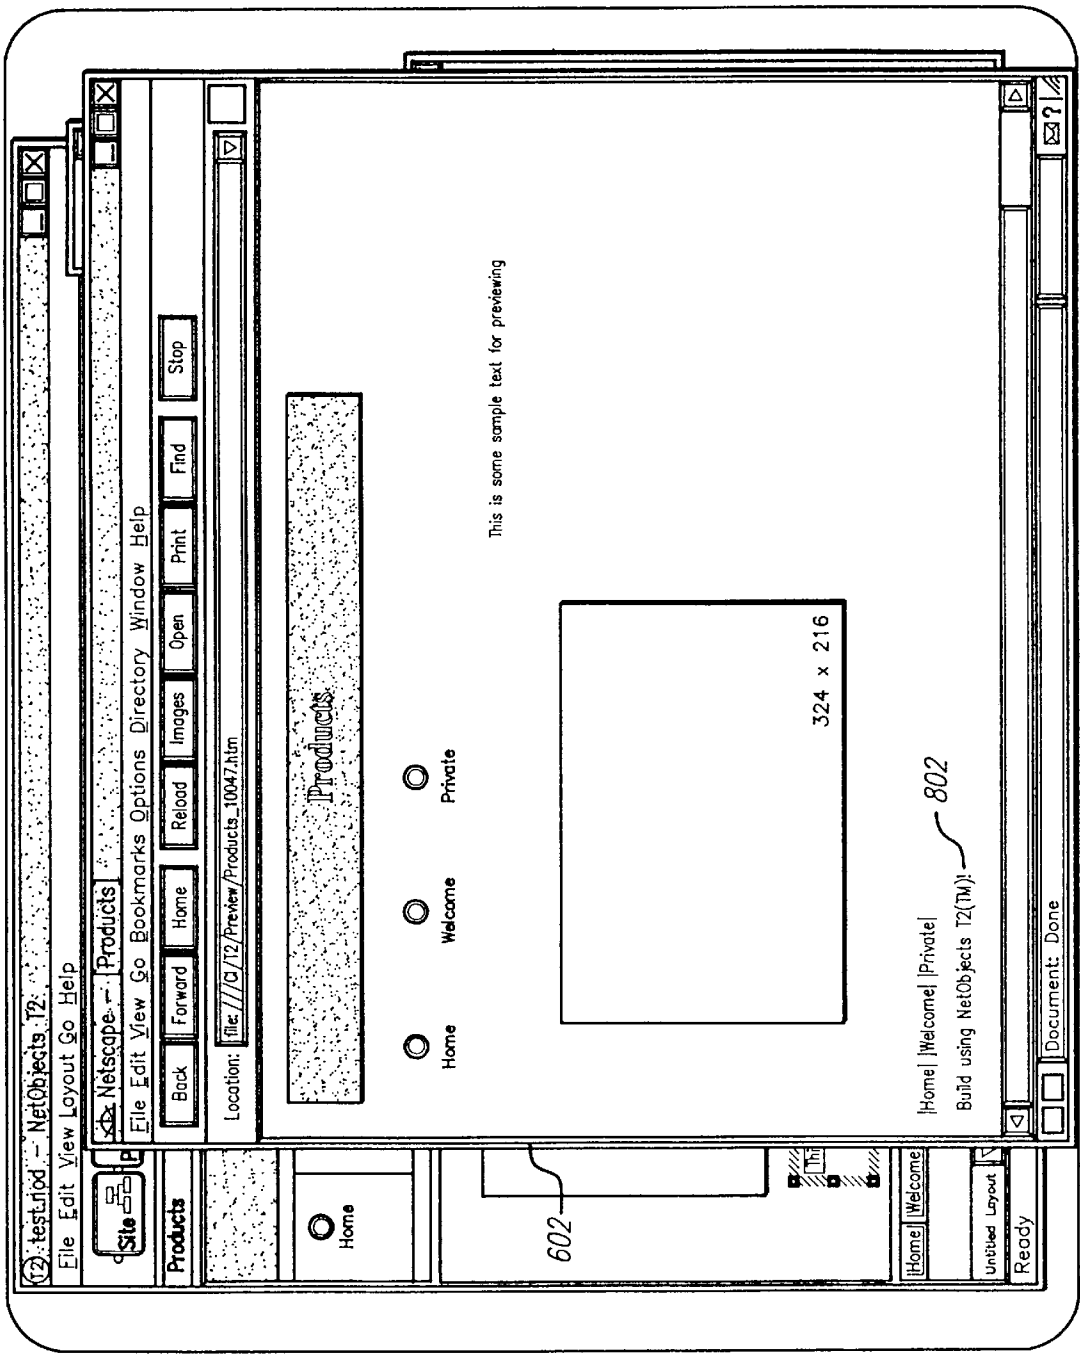 T2 test.nod – NetObjects T2
File Edit View Layout Go Help
Site P
Netscape – |Products|
File Edit View Go Bookmarks Options Directory Window Help
Back Forward Home Reload Images Open Print Find Stop
Products
Location: file:///C|/T2/Preview/Products_10047.htm
Products
Home
Home Welcome Private
This is some sample text for previewing
602
324 x 216
Thi
|Home| |Welcome
|Home| |Welcome| |Private|
802
Build using NetObjects T2(TM)!
Untitled Layout
Ready
Document: Done
?